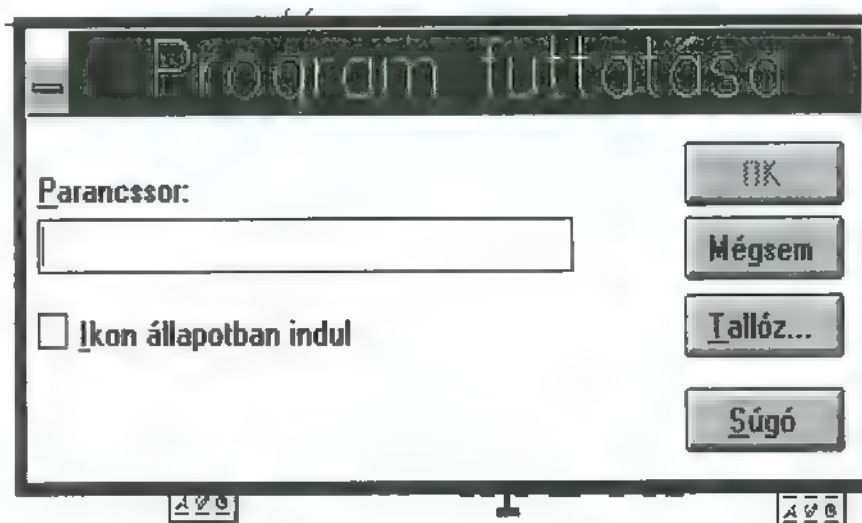 Program futtatása
Parancssor:
Ikon állapotban indul
OK
Mégsem
Tallóz...
Súgó